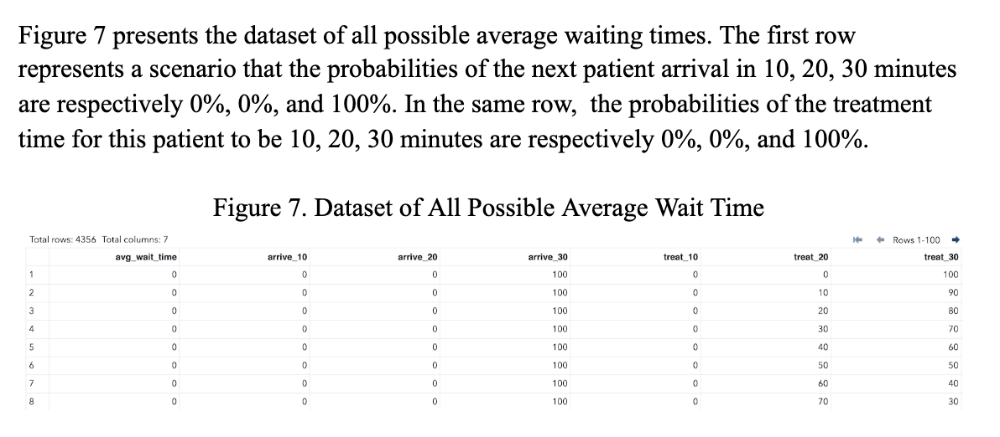 Figure 7 presents the dataset of all possible average waiting times. The first row
represents a scenario that the probabilities of the next patient arrival in 10, 20, 30 minutes
are respectively 0%, 0%, and 100%. In the same row,  the probabilities of the treatment
time for this patient to be 10, 20, 30 minutes are respectively 0%, 0%, and 100%.
Figure 7. Dataset of All Possible Average Wait Time
Total rows: 4356 Total columns: 7 Rows 1-100
avg_wait_time arrive_10 arrive_20 arrive_30 treat_10 treat_20 treat_30
1 0 0 0 100 0 0 100
2 0 0 0 100 0 10 90
3 0 0 0 100 0 20 80
4 0 0 0 100 0 30 70
5 0 0 0 100 0 40 60
6 0 0 0 100 0 50 50
7 0 0 0 100 0 60 40
8 0 0 0 100 0 70 30